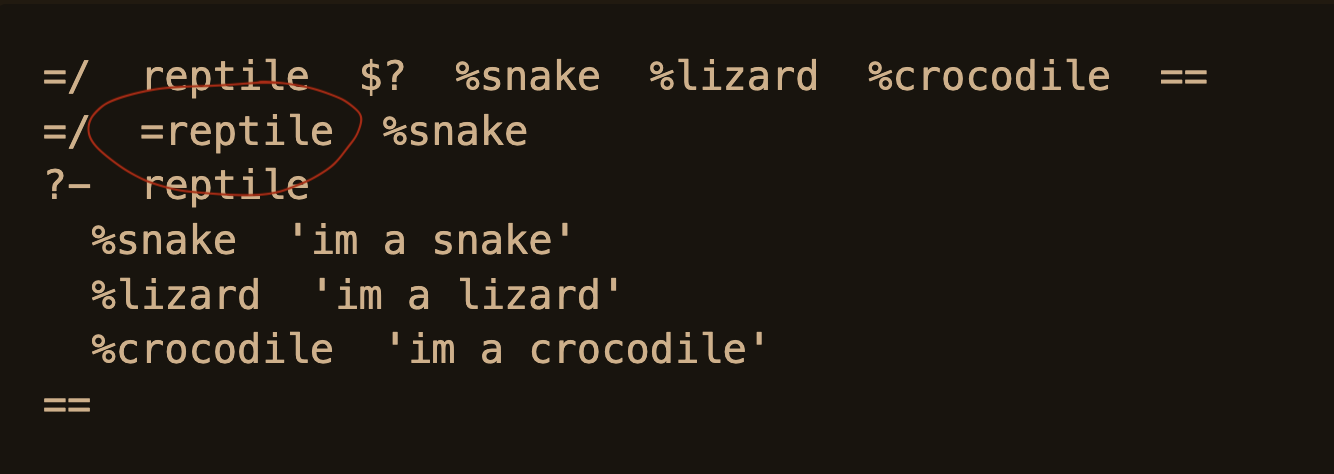 =/  reptile  $?  %snake  %lizard  %crocodile  ==
=/  =reptile  %snake
?-  reptile
  %snake  'im a snake'
  %lizard  'im a lizard'
  %crocodile  'im a crocodile'
==